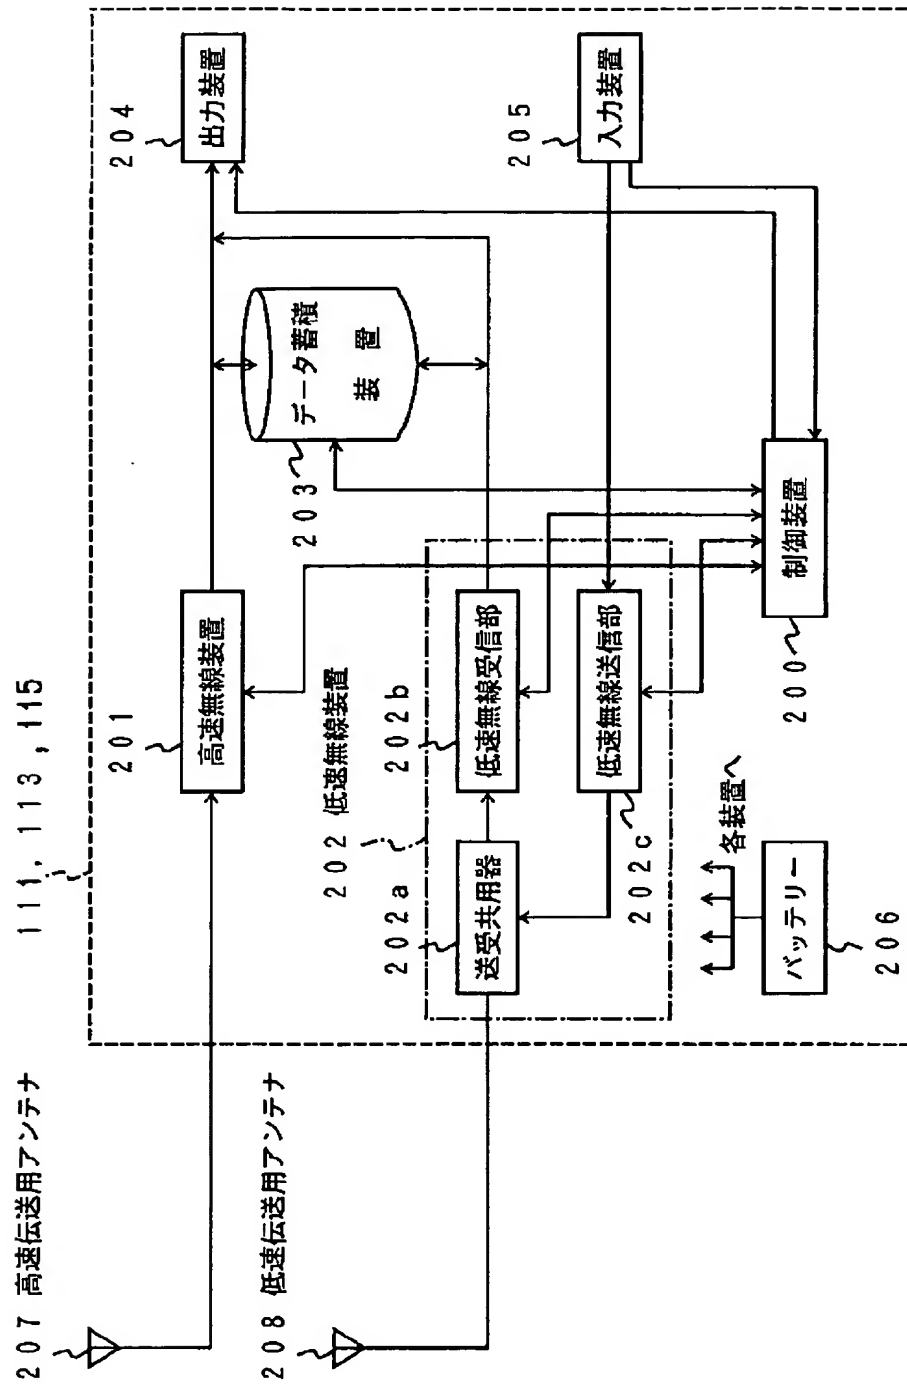 111, 113, 115
207 高速伝送用アンテナ
208 低速伝送用アンテナ
201
高速無線装置
204
出力装置
データ蓄積
装置
203
202 低速無線装置
202a
送受共用器
202b
低速無線受信部
低速無線送信部
202c
205
入力装置
制御装置
200
各装置へ
バッテリー
206